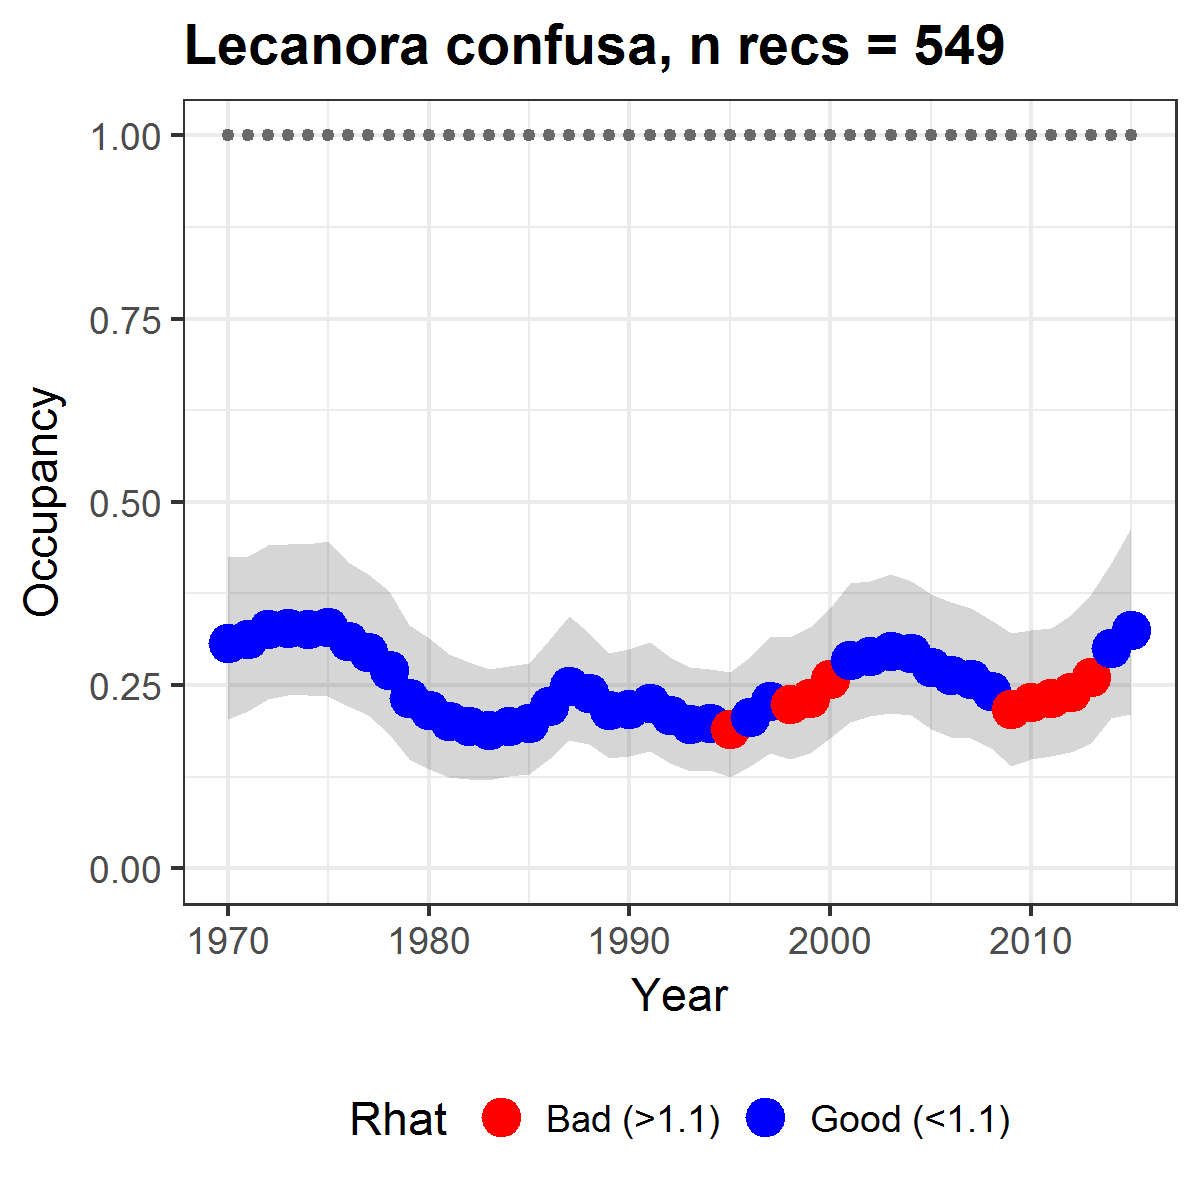 Lecanora confusa, n recs = 549
1.00
0.75
0.50
0.25
0.00
Occupancy
1970 1980 1990 2000 2010
Year
Rhat Bad (>1.1) Good (<1.1)